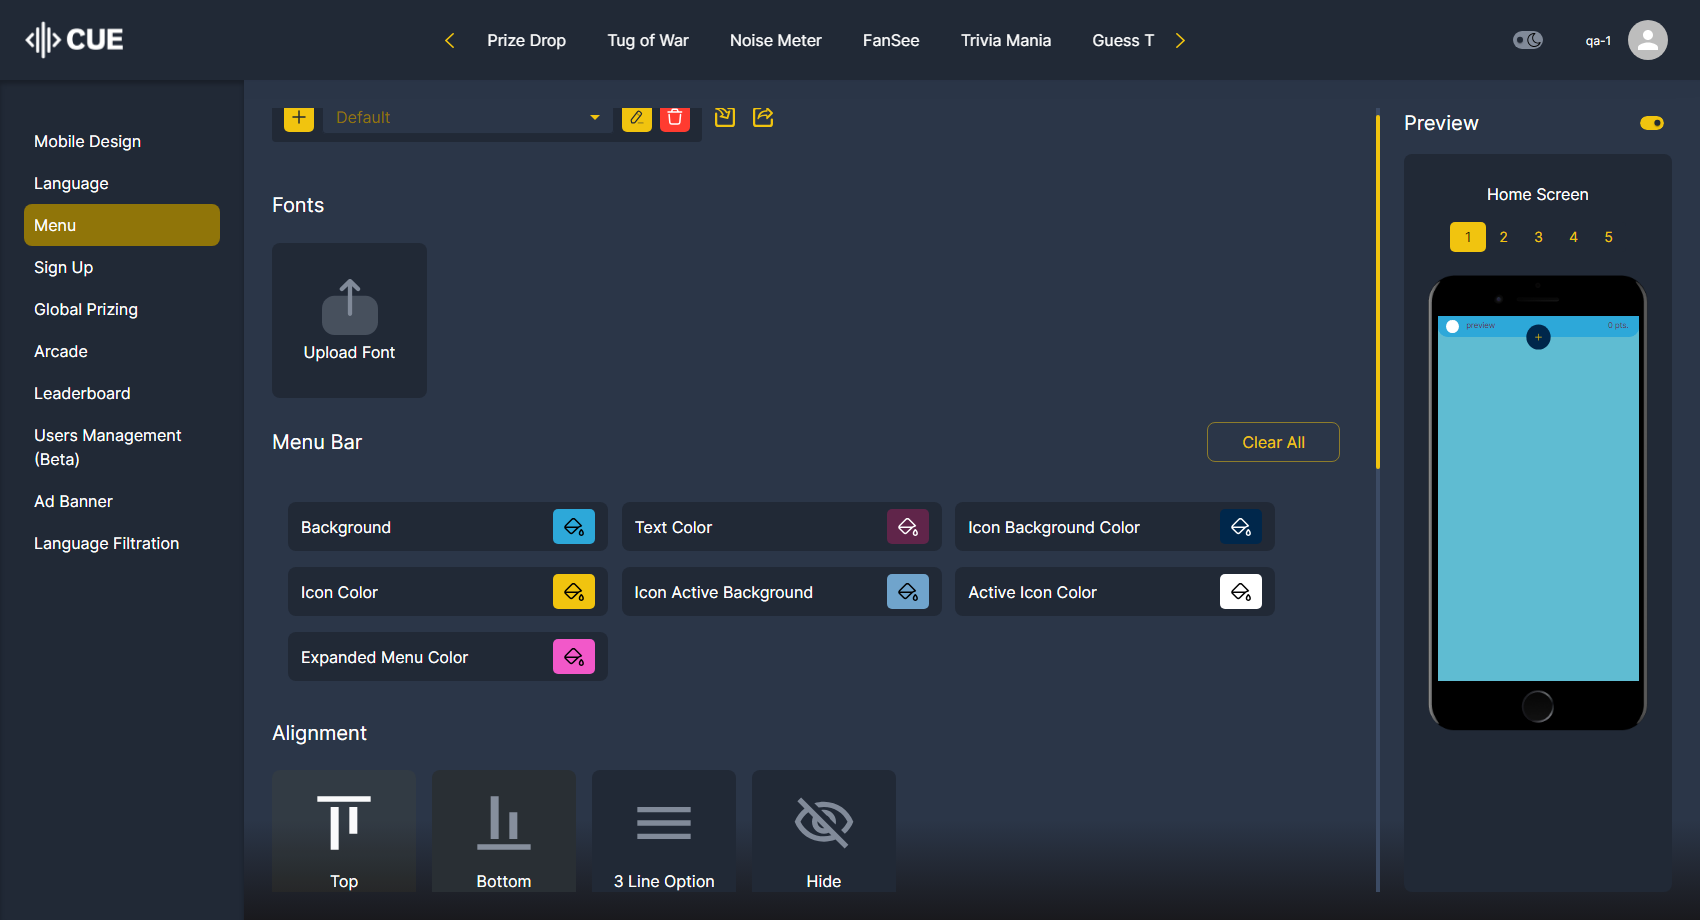 CUE
Prize Drop
Tug of War
Noise Meter
FanSee
Trivia Mania
Guess T
qa-1
Mobile Design
Language
Menu
Sign Up
Global Prizing
Arcade
Leaderboard
Users Management
(Beta)
Ad Banner
Language Filtration
Default
Fonts
Upload Font
Menu Bar
Clear All
Background
Text Color
Icon Background Color
Icon Color
Icon Active Background
Active Icon Color
Expanded Menu Color
Alignment
Top
Bottom
3 Line Option
Hide
Preview
Home Screen
1 2 3 4 5
preview
0 pts.